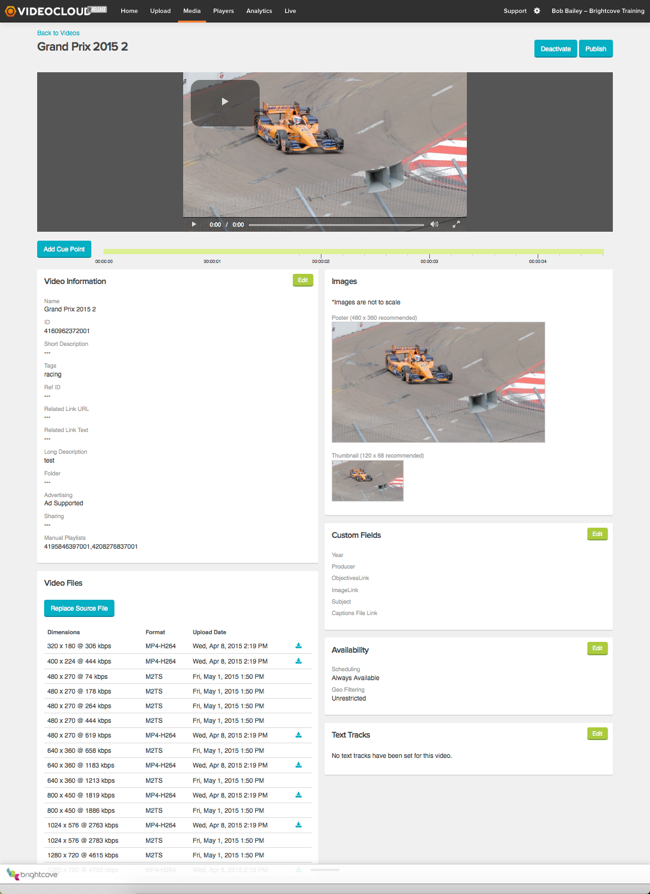 VIDEOCLOUD Home Upload Media Players Analytics Live Support Bob Bailey – Brightcove Training
Back to Videos
Grand Prix 2015 2
Deactivate Publish
0:00 / 0:00
Add Cue Point
00:00:00 00:00:01 00:00:02 00:00:03 00:00:04
Video Information Edit
Name
Grand Prix 2015 2
ID
4160962372001
Short Description
---
Tags
racing
Ref ID
---
Related Link URL
---
Related Link Text
---
Long Description
test
Folder
---
Advertising
Ad Supported
Sharing
---
Manual Playlists
4195846397001,4208276837001
Video Files
Replace Source File
Dimensions Format Upload Date
320 x 180 @ 306 kbps MP4-H264 Wed, Apr 8, 2015 2:19 PM
400 x 224 @ 444 kbps MP4-H264 Wed, Apr 8, 2015 2:19 PM
480 x 270 @ 74 kbps M2TS Fri, May 1, 2015 1:50 PM
480 x 270 @ 178 kbps M2TS Fri, May 1, 2015 1:50 PM
480 x 270 @ 264 kbps M2TS Fri, May 1, 2015 1:50 PM
480 x 270 @ 444 kbps M2TS Fri, May 1, 2015 1:50 PM
480 x 270 @ 619 kbps MP4-H264 Wed, Apr 8, 2015 2:19 PM
640 x 360 @ 658 kbps M2TS Fri, May 1, 2015 1:50 PM
640 x 360 @ 1183 kbps MP4-H264 Wed, Apr 8, 2015 2:19 PM
640 x 360 @ 1213 kbps M2TS Fri, May 1, 2015 1:50 PM
800 x 450 @ 1819 kbps MP4-H264 Wed, Apr 8, 2015 2:19 PM
800 x 450 @ 1886 kbps M2TS Fri, May 1, 2015 1:50 PM
1024 x 576 @ 2763 kbps MP4-H264 Wed, Apr 8, 2015 2:19 PM
1024 x 576 @ 2783 kbps M2TS Fri, May 1, 2015 1:50 PM
1280 x 720 @ 4615 kbps M2TS Fri, May 1, 2015 1:50 PM
Images
*Images are not to scale
Poster (480 x 360 recommended)
Thumbnail (120 x 68 recommended)
Custom Fields Edit
Year
Producer
ObjectivesLink
ImageLink
Subject
Captions File Link
Availability Edit
Scheduling
Always Available
Geo Filtering
Unrestricted
Text Tracks Edit
No text tracks have been set for this video.
brightcove